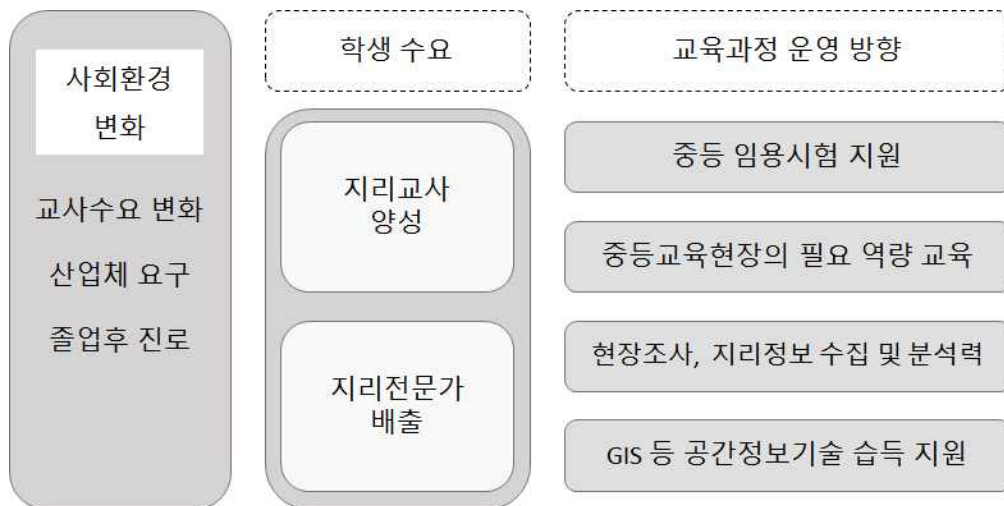 사회환경
변화
교사수요 변화
산업체 요구
졸업후 진로
학생 수요
지리교사
양성
지리전문가
배출
교육과정 운영 방향
중등 임용시험 지원
중등교육현장의 필요 역량 교육
현장조사, 지리정보 수집 및 분석력
GIS 등 공간정보기술 습득 지원